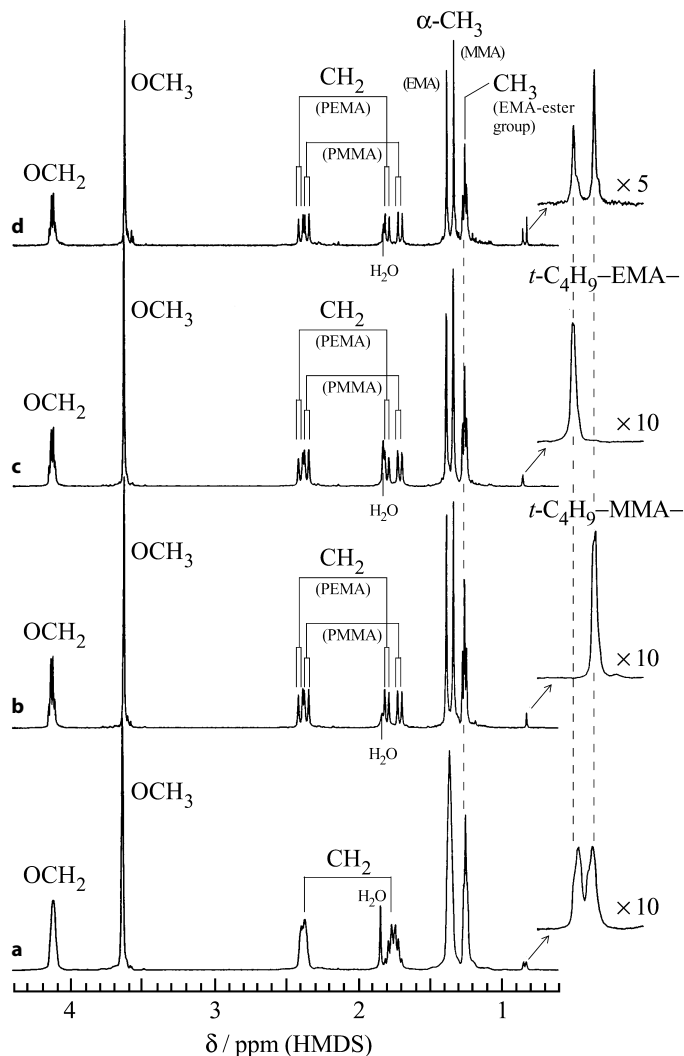 α-CH3
(MMA)
OCH3
CH2
(EMA)
CH3
(PEMA)
(EMA-ester
group)
(PMMA)
OCH2
× 5
d
H2O
t-C4H9–EMA–
OCH3
CH2
(PEMA)
(PMMA)
OCH2
× 10
c
H2O
t-C4H9–MMA–
OCH3
CH2
(PEMA)
OCH2
(PMMA)
× 10
b
H2O
OCH3
CH2
OCH2
H2O
× 10
a
4 3 2 1
δ / ppm (HMDS)